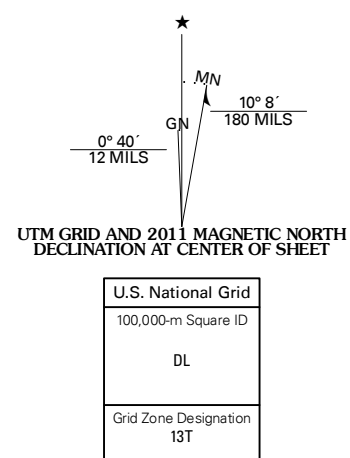 ★
MN
GN
10° 8´
180 MILS
0° 40´
12 MILS
UTM GRID AND 2011 MAGNETIC NORTH
DECLINATION AT CENTER OF SHEET
U.S. National Grid
100,000-m Square ID
DL
Grid Zone Designation
13T